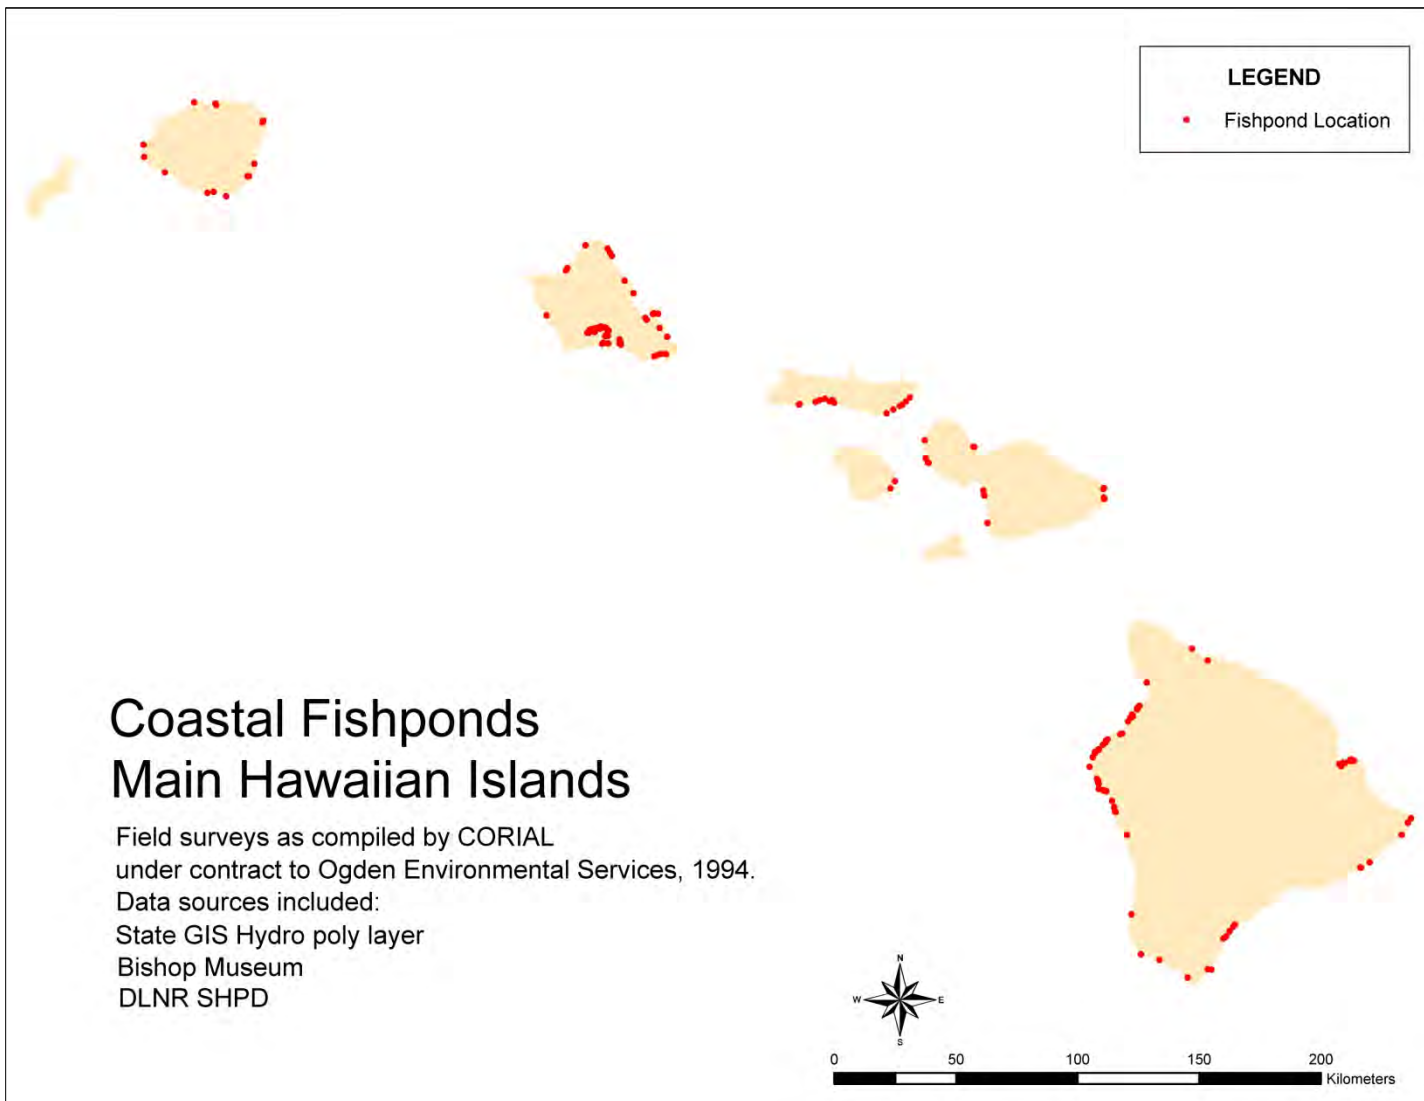 LEGEND
Fishpond Location
Coastal Fishponds
Main Hawaiian Islands
Field surveys as compiled by CORIAL
under contract to Ogden Environmental Services, 1994.
Data sources included:
State GIS Hydro poly layer
Bishop Museum
DLNR SHPD
N
W E
S
0 50 100 150 200
Kilometers